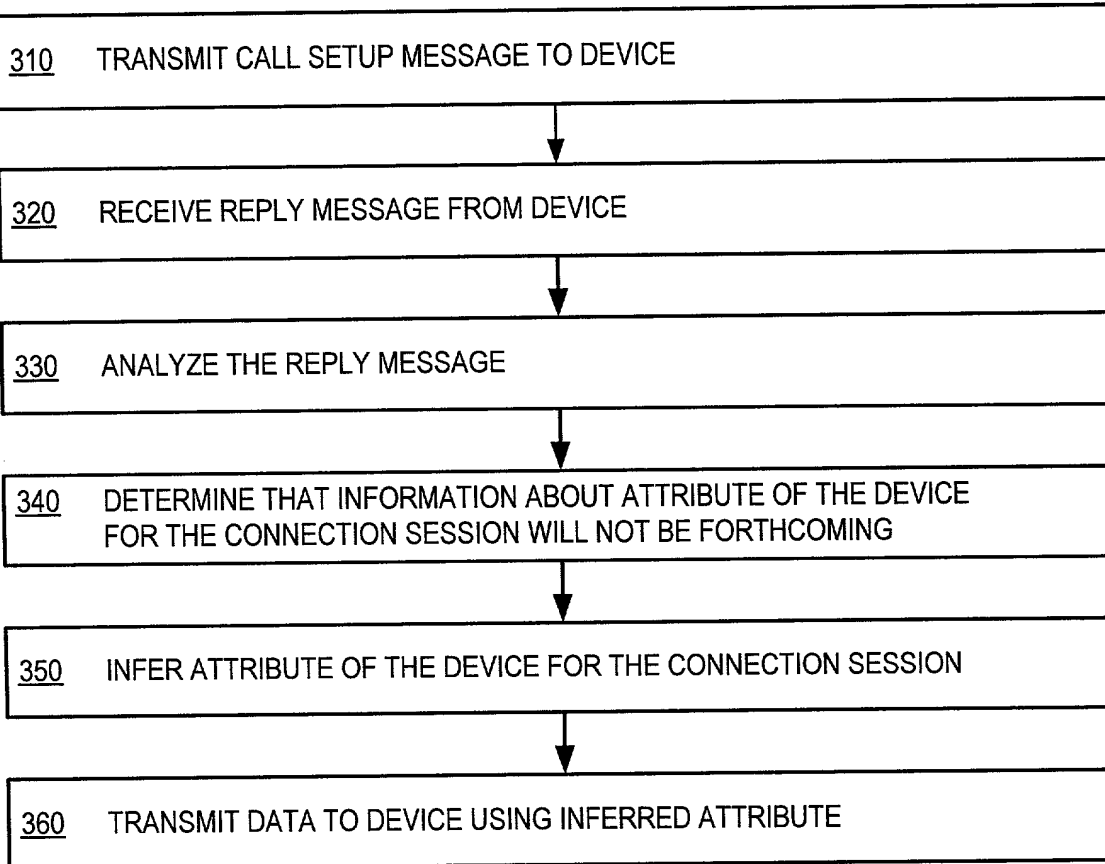 310 TRANSMIT CALL SETUP MESSAGE TO DEVICE
320 RECEIVE REPLY MESSAGE FROM DEVICE
330 ANALYZE THE REPLY MESSAGE
340 DETERMINE THAT INFORMATION ABOUT ATTRIBUTE OF THE DEVICE
FOR THE CONNECTION SESSION WILL NOT BE FORTHCOMING
350 INFER ATTRIBUTE OF THE DEVICE FOR THE CONNECTION SESSION
360 TRANSMIT DATA TO DEVICE USING INFERRED ATTRIBUTE